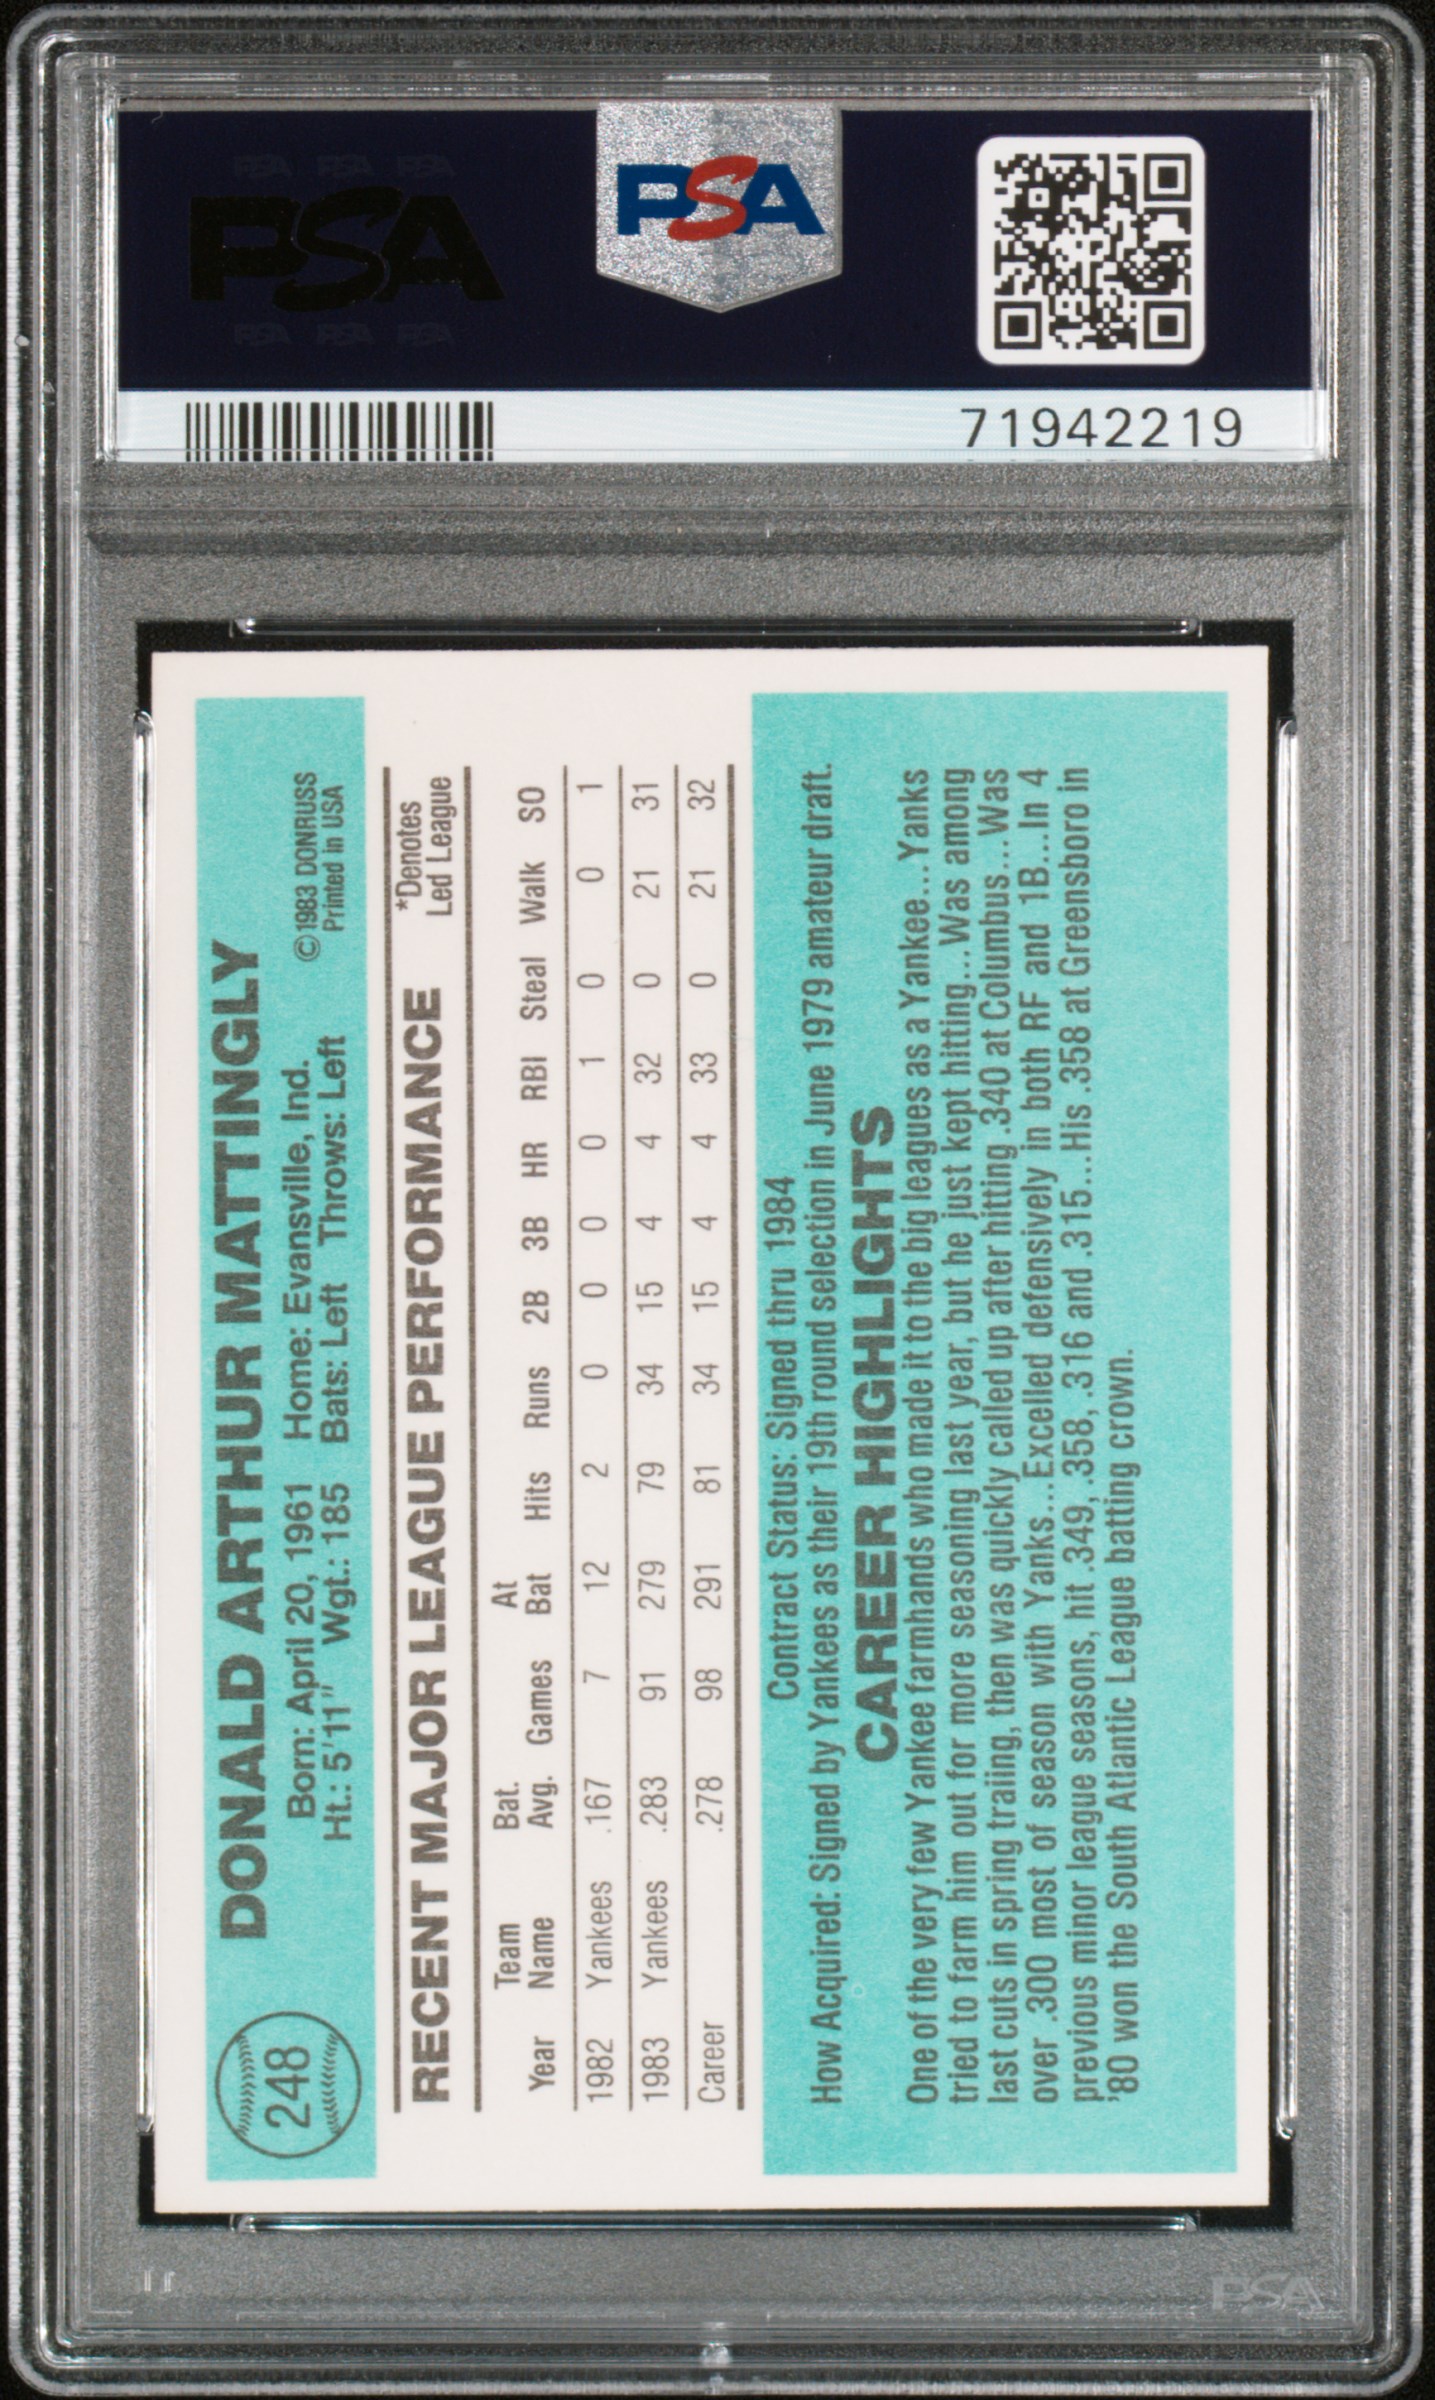 PSA PSA PSA
PSA
PSA PSA PSA
PSA
71942219
248
DONALD ARTHUR MATTINGLY
Born: April 20, 1961 Home: Evansville, Ind. ©1983 DONRUSS
Ht.: 5'11" Wgt.: 185 Bats: Left Throws: Left Printed in USA
RECENT MAJOR LEAGUE PERFORMANCE *Denotes Led League
Year Team Name Bat. Avg. Games At Bat Hits Runs 2B 3B HR RBI Steal Walk SO
1982 Yankees .167 7 12 2 0 0 0 0 1 0 0 1
1983 Yankees .283 91 279 79 34 15 4 4 32 0 21 31
Career .278 98 291 81 34 15 4 4 33 0 21 32
Contract Status: Signed thru 1984
How Acquired: Signed by Yankees as their 19th round selection in June 1979 amateur draft.
CAREER HIGHLIGHTS
One of the very few Yankee farmhands who made it to the big leagues as a Yankee...Yanks
tried to farm him out for more seasoning last year, but he just kept hitting...Was among
last cuts in spring traiing, then was quickly called up after hitting .340 at Columbus...Was
over .300 most of season with Yanks...Excelled defensively in both RF and 1B...In 4
previous minor league seasons, hit .349, .358, .316 and .315...His .358 at Greensboro in
'80 won the South Atlantic League batting crown.
PSA